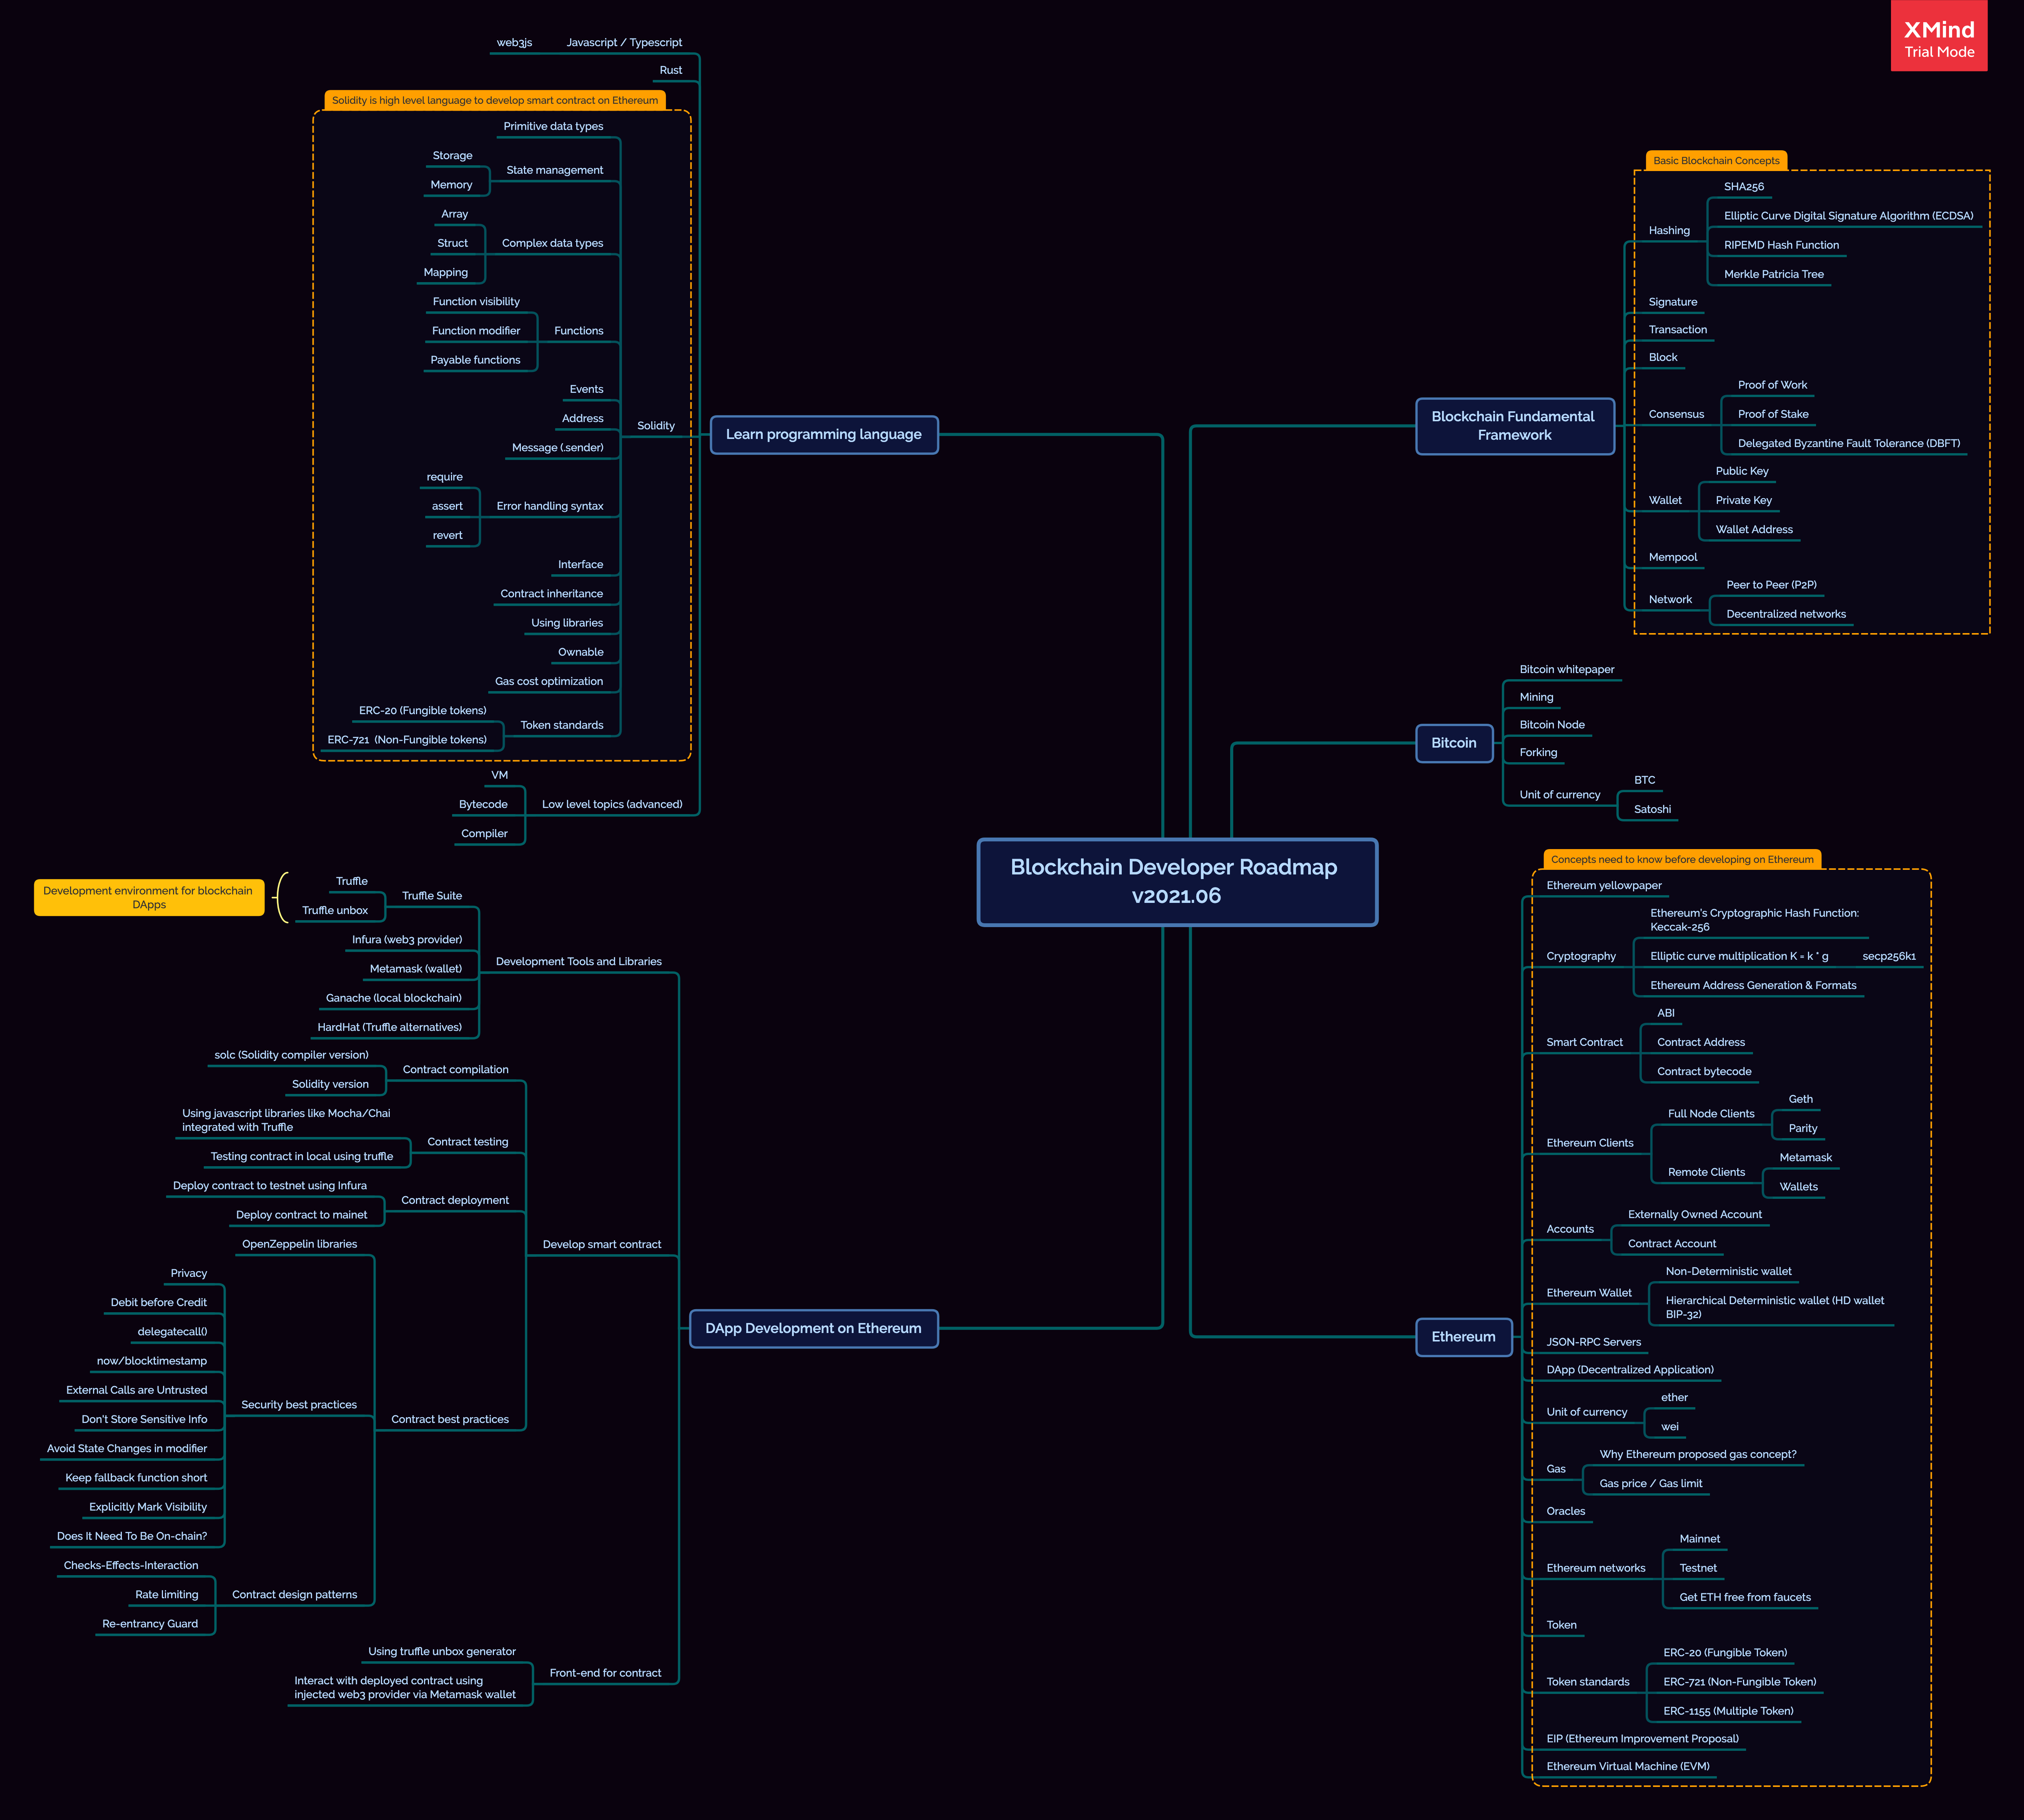 XMind
Trial Mode
Blockchain Developer Roadmap
v2021.06
Blockchain Fundamental
Framework
Basic Blockchain Concepts
Hashing
SHA256
Elliptic Curve Digital Signature Algorithm (ECDSA)
RIPEMD Hash Function
Merkle Patricia Tree
Signature
Transaction
Block
Consensus
Proof of Work
Proof of Stake
Delegated Byzantine Fault Tolerance (DBFT)
Wallet
Public Key
Private Key
Wallet Address
Mempool
Network
Peer to Peer (P2P)
Decentralized networks
Bitcoin
Bitcoin whitepaper
Mining
Bitcoin Node
Forking
Unit of currency
BTC
Satoshi
Ethereum
Concepts need to know before developing on Ethereum
Ethereum yellowpaper
Cryptography
Ethereum's Cryptographic Hash Function:
Keccak-256
Elliptic curve multiplication K = k * g
secp256k1
Ethereum Address Generation & Formats
Smart Contract
ABI
Contract Address
Contract bytecode
Ethereum Clients
Full Node Clients
Geth
Parity
Remote Clients
Metamask
Wallets
Accounts
Externally Owned Account
Contract Account
Ethereum Wallet
Non-Deterministic wallet
Hierarchical Deterministic wallet (HD wallet
BIP-32)
JSON-RPC Servers
DApp (Decentralized Application)
Unit of currency
ether
wei
Gas
Why Ethereum proposed gas concept?
Gas price / Gas limit
Oracles
Ethereum networks
Mainnet
Testnet
Get ETH free from faucets
Token
Token standards
ERC-20 (Fungible Token)
ERC-721 (Non-Fungible Token)
ERC-1155 (Multiple Token)
EIP (Ethereum Improvement Proposal)
Ethereum Virtual Machine (EVM)
Learn programming language
Javascript / Typescript
web3js
Rust
Solidity is high level language to develop smart contract on Ethereum
Solidity
Primitive data types
State management
Storage
Memory
Complex data types
Array
Struct
Mapping
Functions
Function visibility
Function modifier
Payable functions
Events
Address
Message (.sender)
Error handling syntax
require
assert
revert
Interface
Contract inheritance
Using libraries
Ownable
Gas cost optimization
Token standards
ERC-20 (Fungible tokens)
ERC-721 (Non-Fungible tokens)
Low level topics (advanced)
VM
Bytecode
Compiler
DApp Development on Ethereum
Development Tools and Libraries
Truffle Suite
Truffle
Truffle unbox
Development environment for blockchain
DApps
Infura (web3 provider)
Metamask (wallet)
Ganache (local blockchain)
HardHat (Truffle alternatives)
Develop smart contract
Contract compilation
solc (Solidity compiler version)
Solidity version
Contract testing
Using javascript libraries like Mocha/Chai
integrated with Truffle
Testing contract in local using truffle
Contract deployment
Deploy contract to testnet using Infura
Deploy contract to mainet
Contract best practices
OpenZeppelin libraries
Security best practices
Privacy
Debit before Credit
delegatecall()
now/blocktimestamp
External Calls are Untrusted
Don't Store Sensitive Info
Avoid State Changes in modifier
Keep fallback function short
Explicitly Mark Visibility
Does It Need To Be On-chain?
Contract design patterns
Checks-Effects-Interaction
Rate limiting
Re-entrancy Guard
Front-end for contract
Using truffle unbox generator
Interact with deployed contract using
injected web3 provider via Metamask wallet